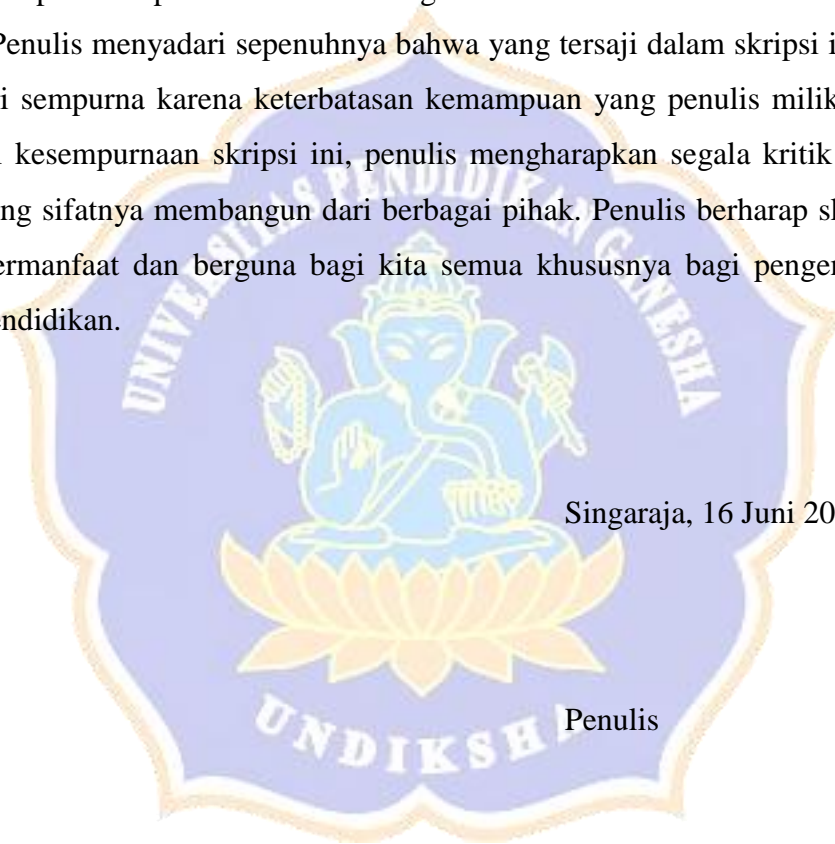 Penulis menyadari sepenuhnya bahwa yang tersaji dalam skripsi i
i sempurna karena keterbatasan kemampuan yang penulis milik
kesempurnaan skripsi ini, penulis mengharapkan segala kritik
ng sifatnya membangun dari berbagai pihak. Penulis berharap sk
ermanfaat dan berguna bagi kita semua khususnya bagi penger
endidikan.
UNIVERSITAS PENDIDIKAN GANESHA
Singaraja, 16 Juni 20
Penulis
UNDIKSHA